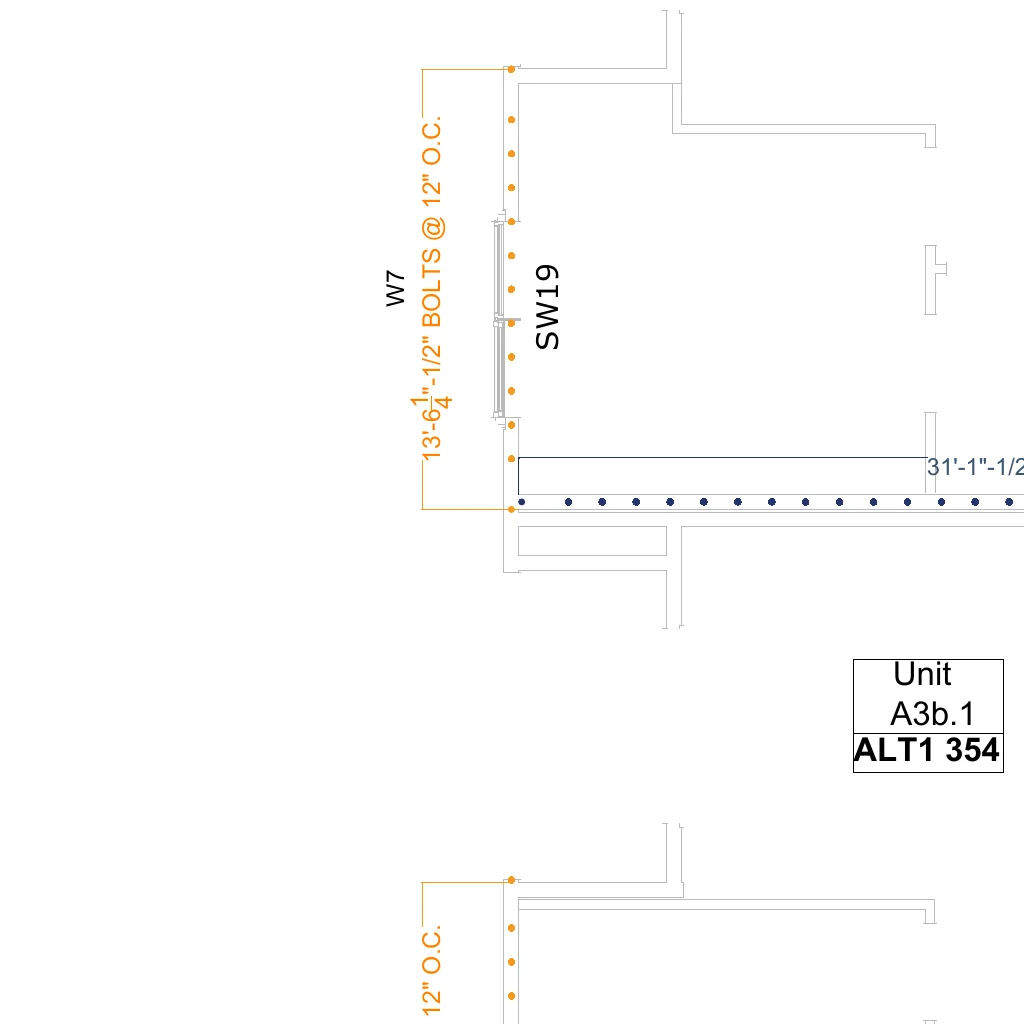 W7
13'-6 1/4"-1/2" BOLTS @ 12" O.C.
SW19
31'-1"-1/2
Unit
A3b.1
ALT1 354
12" O.C.